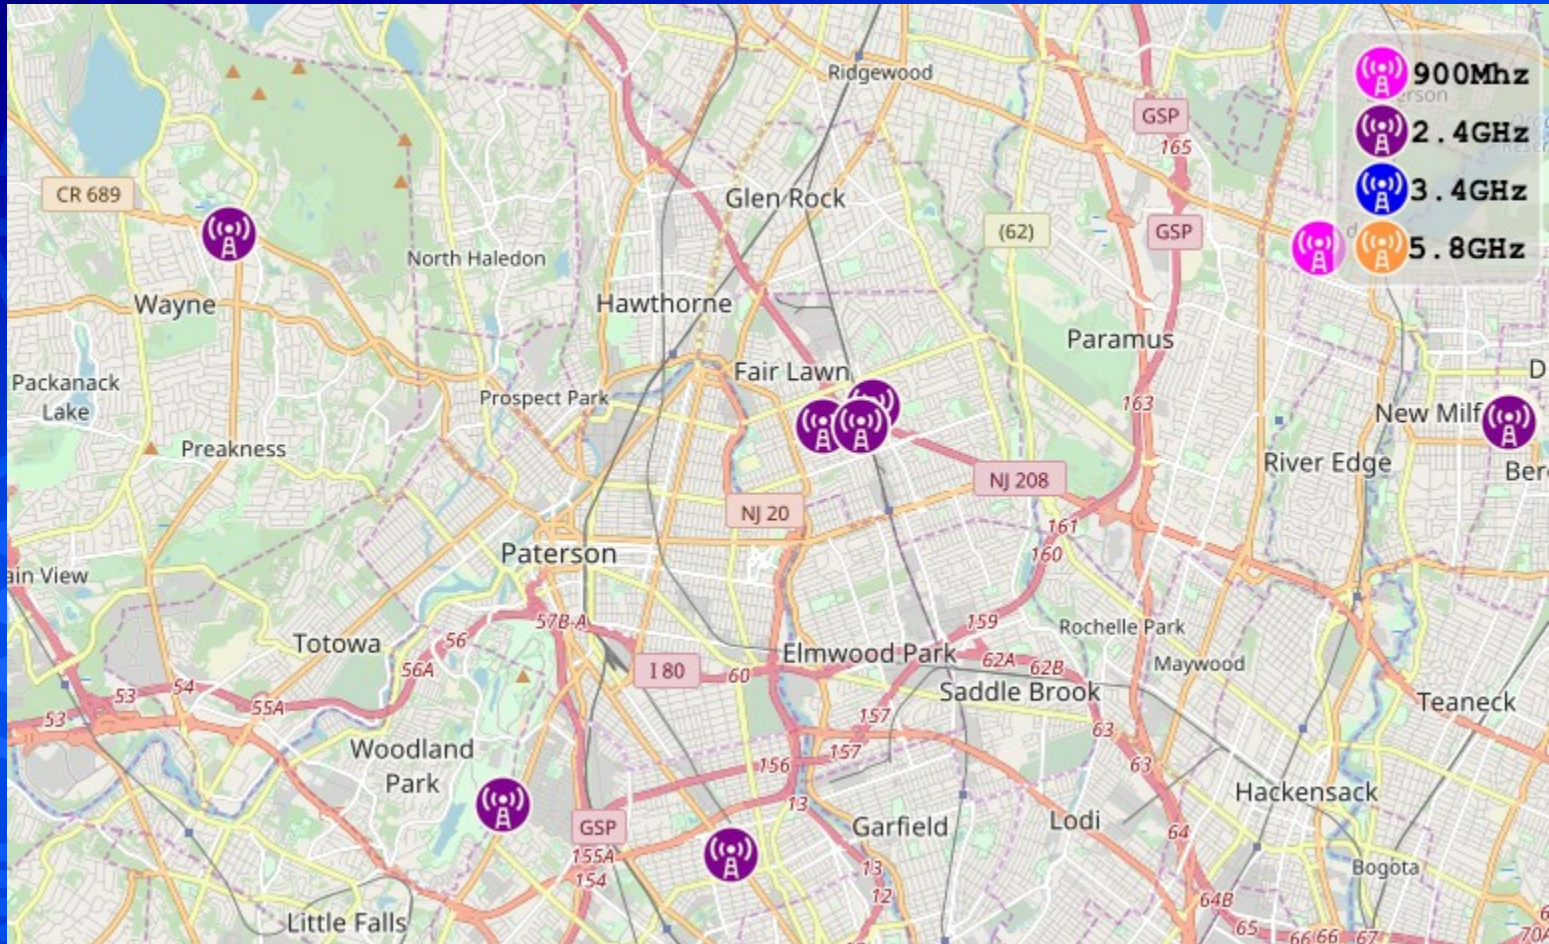 Ridgewood
900Mhz
GSP
165
2.4GHz
CR 689
Glen Rock
3.4GHz
(62)
GSP
5.8GHz
North Haledon
Wayne
Hawthorne
Paramus
Packanack
Lake
Fair Lawn
Prospect Park
163
New Milf
Preakness
River Edge
Ber
NJ 208
NJ 20
161
Paterson
160
ain View
57B-A
159
Rochelle Park
Totowa
56
56A
I 80
60
Elmwood Park
62A
62B
Maywood
Saddle Brook
53
54
55A
53
157
Teaneck
63
Woodland
Park
157
156
63
13
Hackensack
GSP
Garfield
Lodi
64
155A
154
13
12
Bogota
64B
Little Falls
65
66
66
67
70A